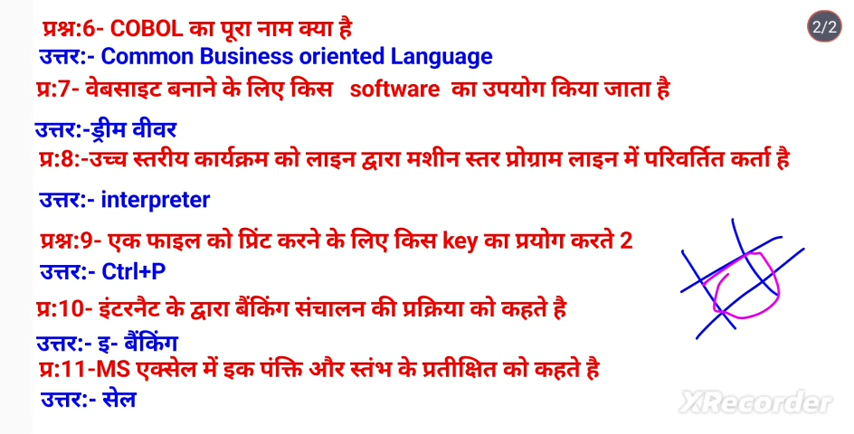 2/2
प्रश्न:6- COBOL का पूरा नाम क्या है
उत्तर:- Common Business oriented Language
प्र:7- वेबसाइट बनाने के लिए किस software का उपयोग किया जाता है
उत्तर:-ड्रीम वीवर
प्र:8:-उच्च स्तरीय कार्यक्रम को लाइन द्वारा मशीन स्तर प्रोग्राम लाइन में परिवर्तित कर्ता है
उत्तर:- interpreter
प्रश्न:9- एक फाइल को प्रिंट करने के लिए किस key का प्रयोग करते 2
उत्तर:- Ctrl+P
प्र:10- इंटरनैट के द्वारा बैंकिंग संचालन की प्रक्रिया को कहते है
उत्तर:- इ- बैंकिंग
प्र:11-MS एक्सेल में इक पंक्ति और स्तंभ के प्रतीक्षित को कहते है
उत्तर:- सेल
XRecorder